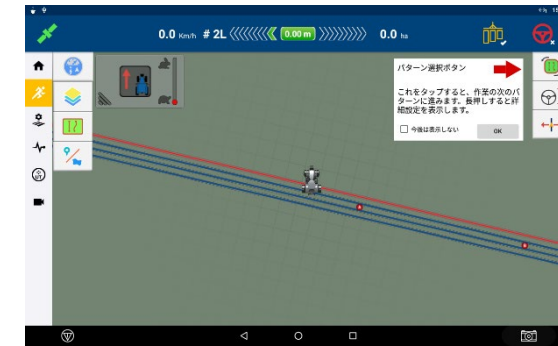 0.0 Km/h # 2L 0.00 m 0.0 ha
パターン選択ボタン
これをタップすると、作業の次のパ
ターンに進みます。長押しすると詳
細設定を表示します。
今後は表示しない OK